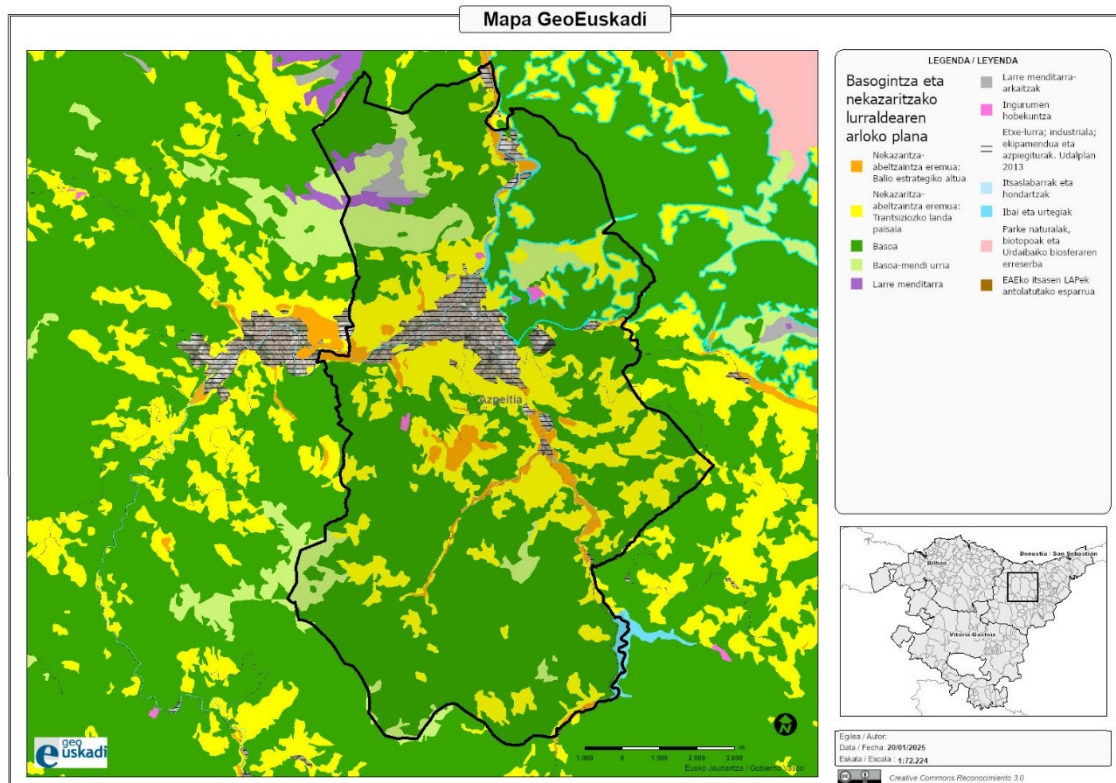 Mapa GeoEuskadi
Azpeitia
geo
euskadi
1.000
0
1.000
2.000
3.000
m
LEGENDA / LEYENDA
Basogintza eta
nekazaritzako
lurraldearen
arloko plana
Nekazaritza-
abeltzaintza eremua:
Balio estrategiko altua
Nekazaritza-
abeltzaintza eremua:
Trantsiziozko landa
paisaia
Basoa
Basoa-mendi urria
Larre menditarra
Larre menditarra-
arkaitzak
Ingurumen
hobekuntza
Etxe-lurra; industriala;
ekipamendua eta
azpiegiturak. Udalplan
2013
Itsaslabarrak eta
hondartzak
Ibai eta urtegiak
Parke naturalak,
biotopoak eta
Urdaibaiko biosferaren
erreserba
EAEko itsasen LAPek
antolatutako esparrua
Bilbao
Donostia / San Sebastián
Vitoria-Gasteiz
Egilea / Autor:
Data / Fecha: 20/01/2025
Eskala / Escala : 1:72.224
Creative Commons Reconocimiento 3.0